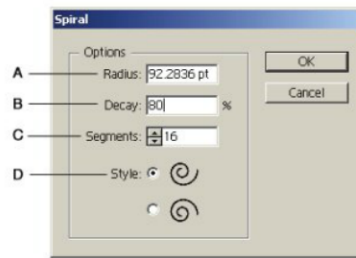 Spiral
Options
A Radius: 92.2836 pt OK
B Decay: 80 % Cancel
C Segments: 16
D Style: